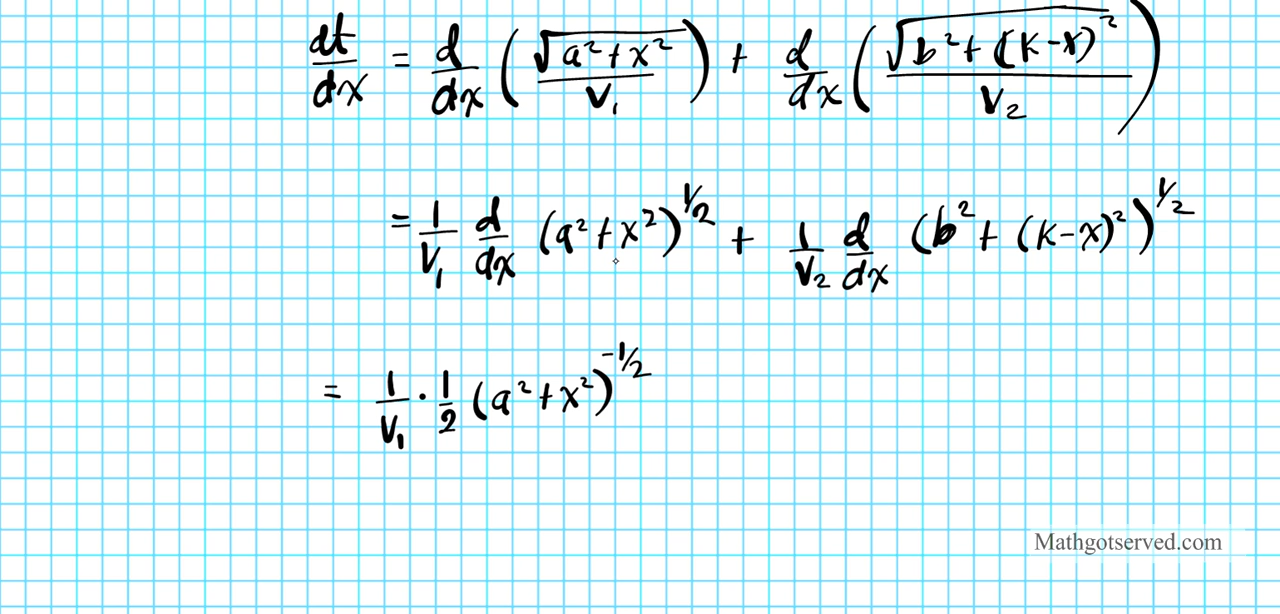 dt/dx = d/dx (√(a²+x²)/V₁) + d/dx (√(b²+(k-x)²)/V₂)
= 1/V₁ d/dx (a²+x²)^1/2 + 1/V₂ d/dx (b²+(k-x)²)^1/2
= 1/V₁ · 1/2 (a²+x²)^-1/2
Mathgotserved.com